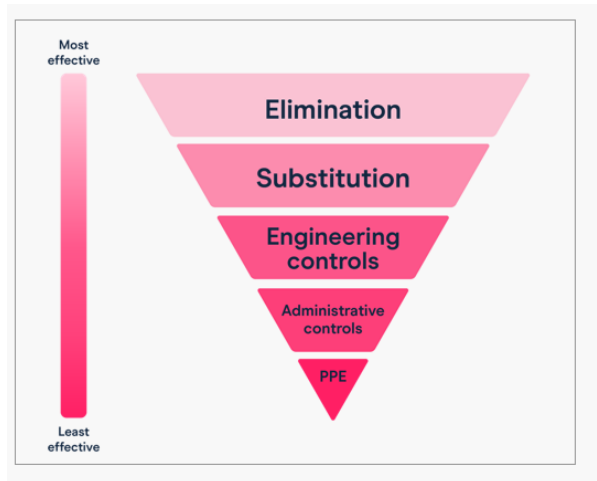 Most
effective
Elimination
Substitution
Engineering
controls
Administrative
controls
PPE
Least
effective